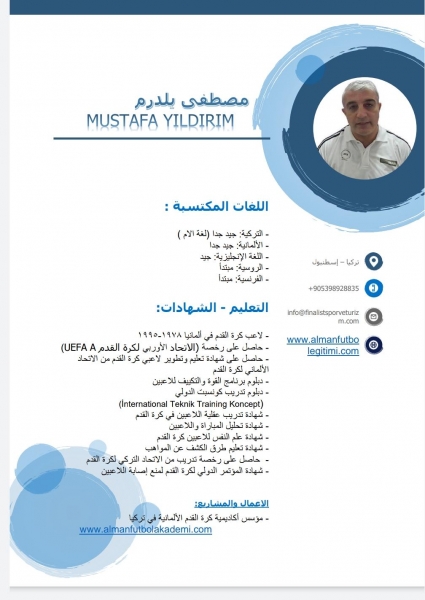 مصطفى يلدرم
MUSTAFA YILDIRIM
اللغات المكتسبة :
- التركية: جيد جدا (لغة الام )
- الألمانية: جيد جدا
- اللغة الإنجليزية: جيد
- الروسية: مبتدأ
- الفرنسية: مبتدأ
تركيا – إسطنبول
+905398928835
info@finalistsporveturiz
m.com
www.almanfutbo
legitimi.com
التعليم - الشهادات:
- لاعب كرة القدم في ألمانيا ١٩٧٨-١٩٩٥
- حاصل على رخصة (الاتحاد الأوربي لكرة القدم UEFA A)
- حاصل على شهادة تعليم وتطوير لاعبي كرة القدم من الاتحاد
الألماني لكرة القدم
- دبلوم برنامج القوة والتكييف للاعبين
- دبلوم تدريب كونسبت الدولي
(International Teknik Training Koncept)
- شهادة تدريب عقلية اللاعبين في كرة القدم
- شهادة تحليل المباراة واللاعبين
- شهادة علم النفس للاعبين كرة القدم
- شهادة تعليم طرق الكشف عن المواهب
- حاصل على رخصة تدريب من الاتحاد التركي لكرة القدم
- شهادة المؤتمر الدولي لكرة القدم لمنع إصابة اللاعبين
الاعمال والمشاريع:
- مؤسس أكاديمية كرة القدم الألمانية في تركيا
www.almanfutbolakademi.com